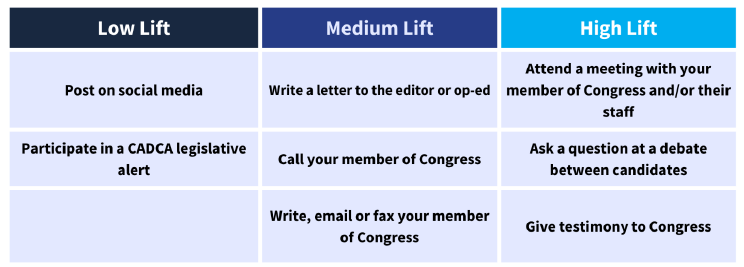 Low Lift
Medium Lift
High Lift
Post on social media
Write a letter to the editor or op-ed
Attend a meeting with your
member of Congress and/or their
staff
Participate in a CADCA legislative
alert
Call your member of Congress
Ask a question at a debate
between candidates
Write, email or fax your member
of Congress
Give testimony to Congress